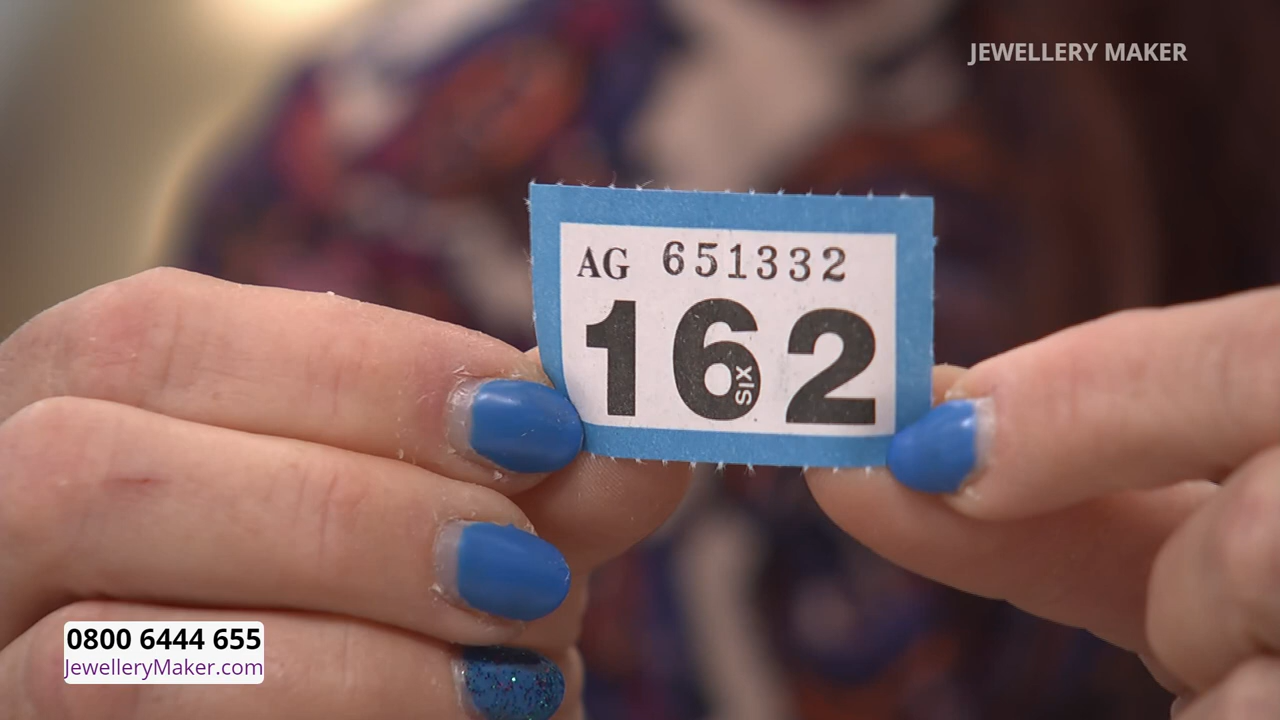 JEWELLERY MAKER
AG 651332
162
SIX
0800 6444 655
JewelleryMaker.com